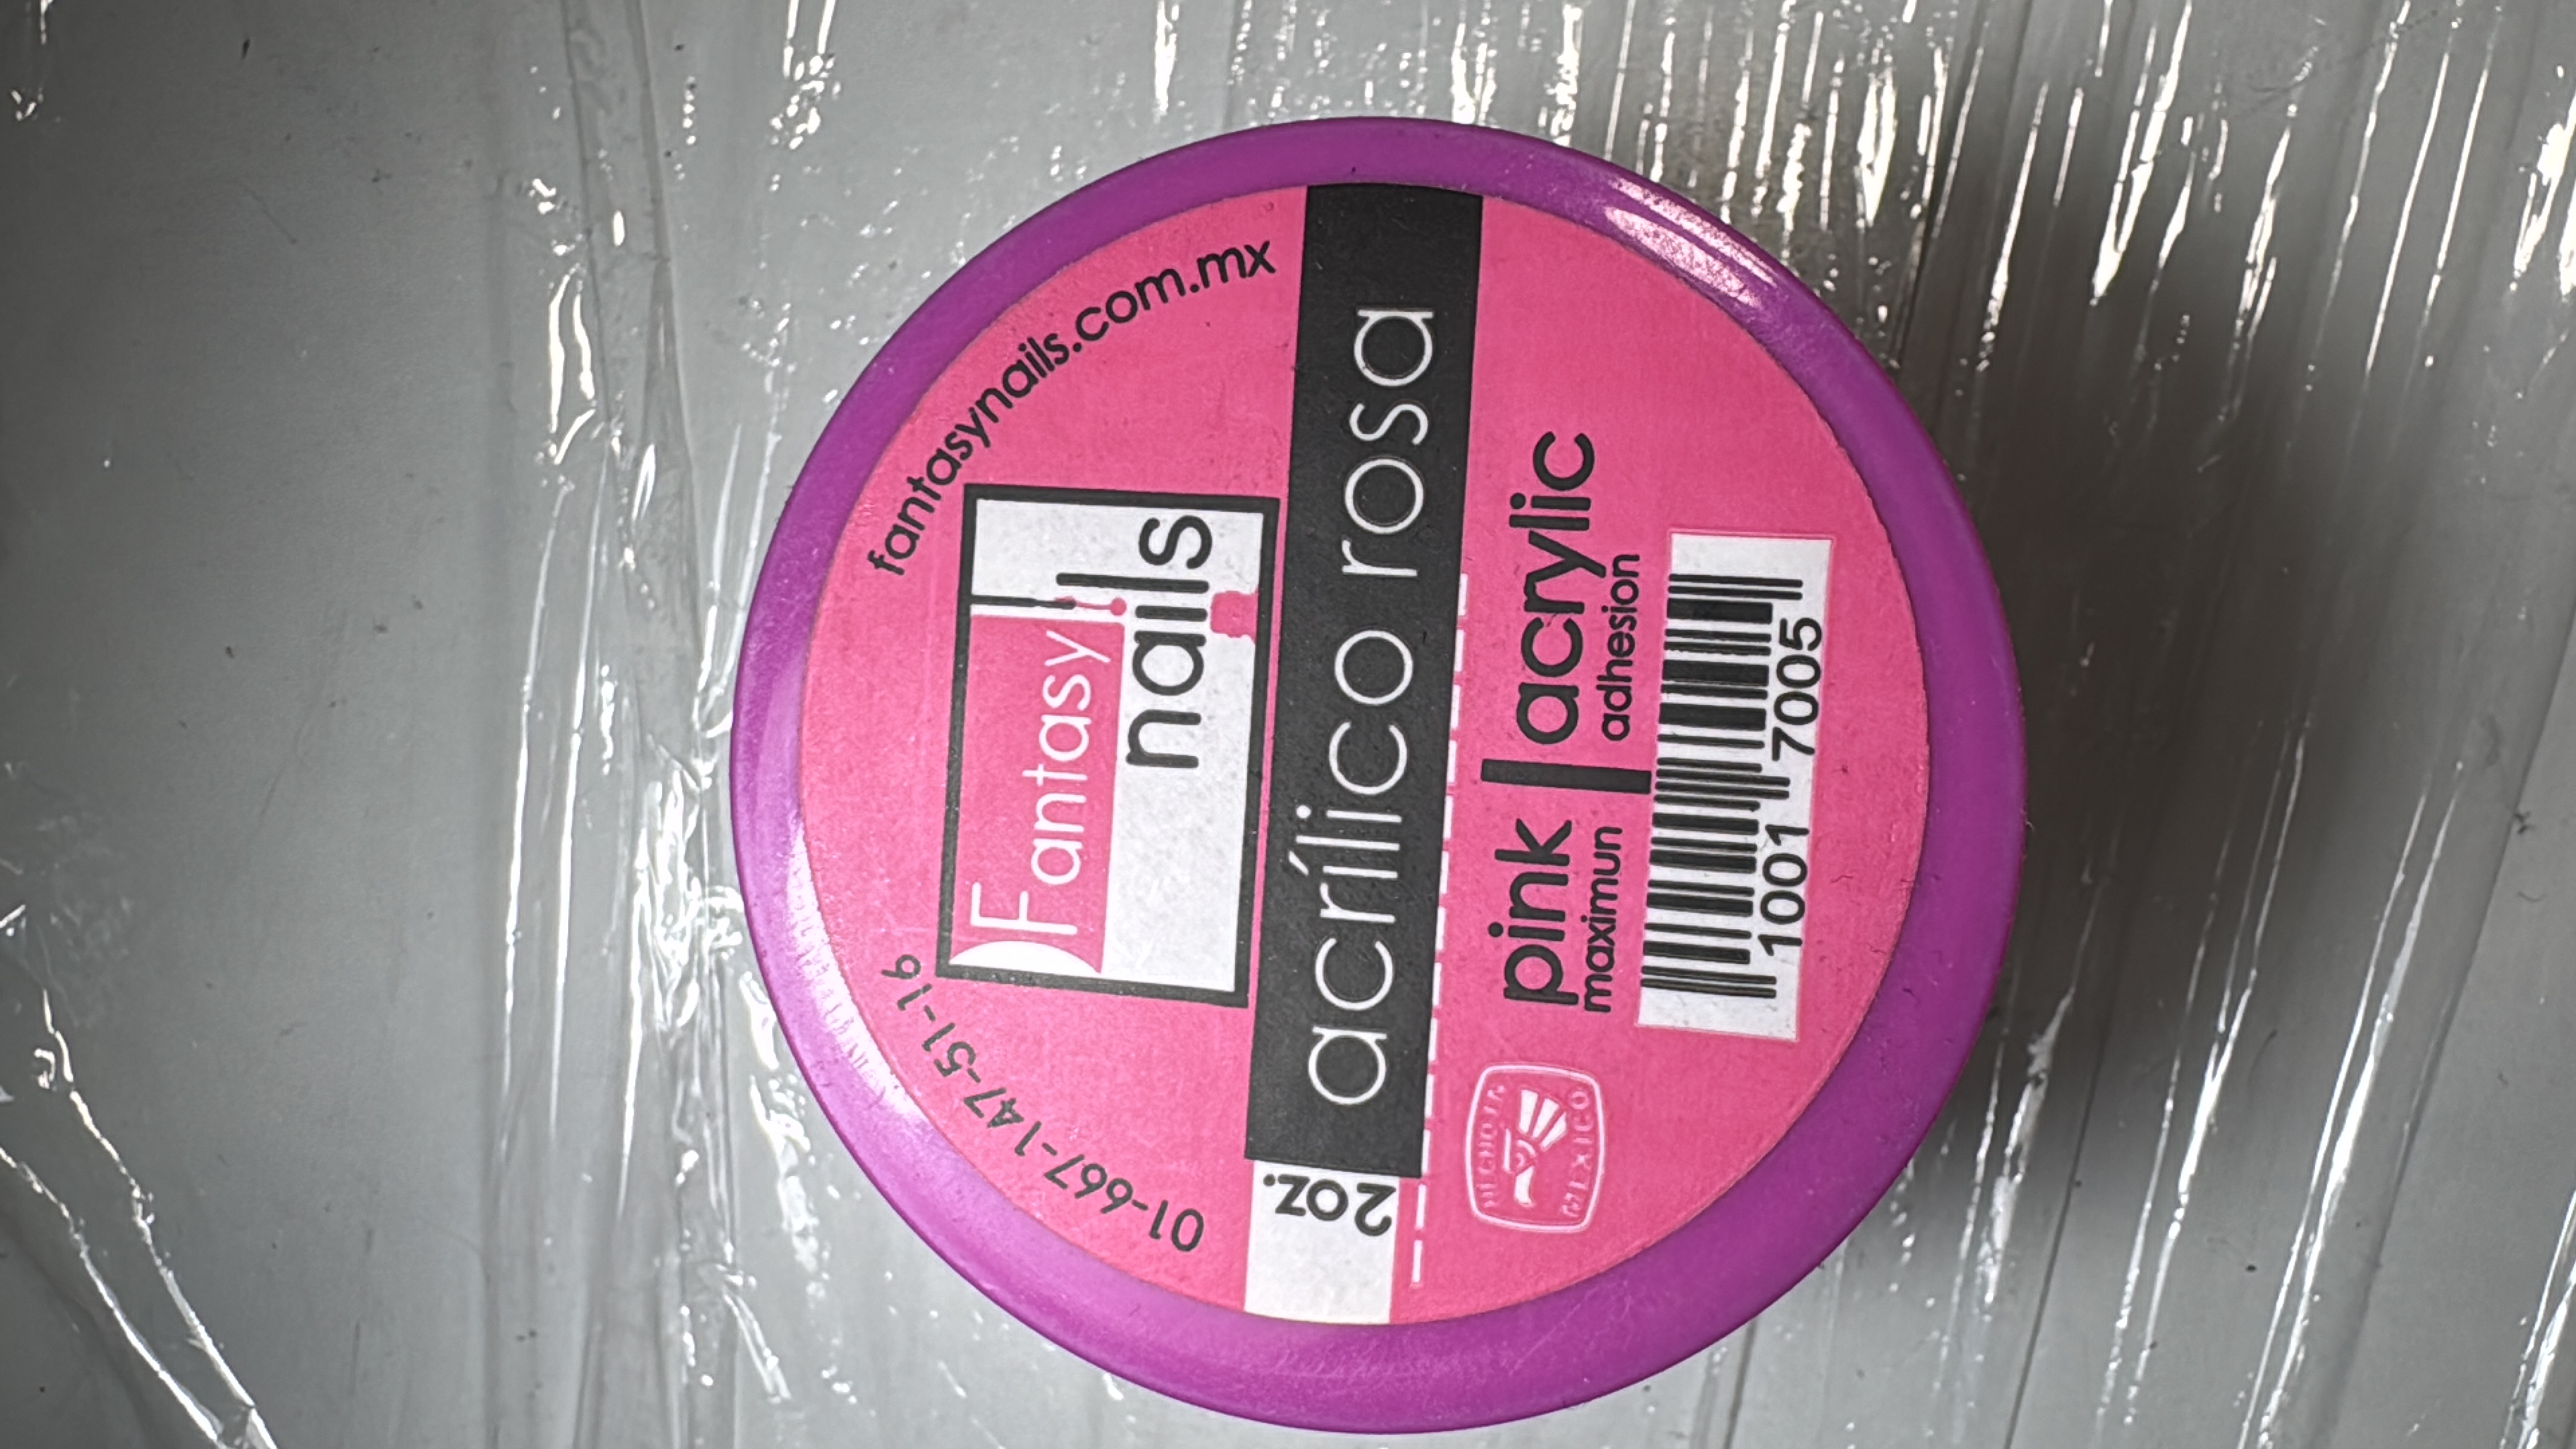 fantasynails.com.mx
01-667-147-51-16
Fantasy
nails
acrílico rosa
2oz.
pink | acrylic
maximun adhesion
HECHO EN
MEXICO
1001 7005